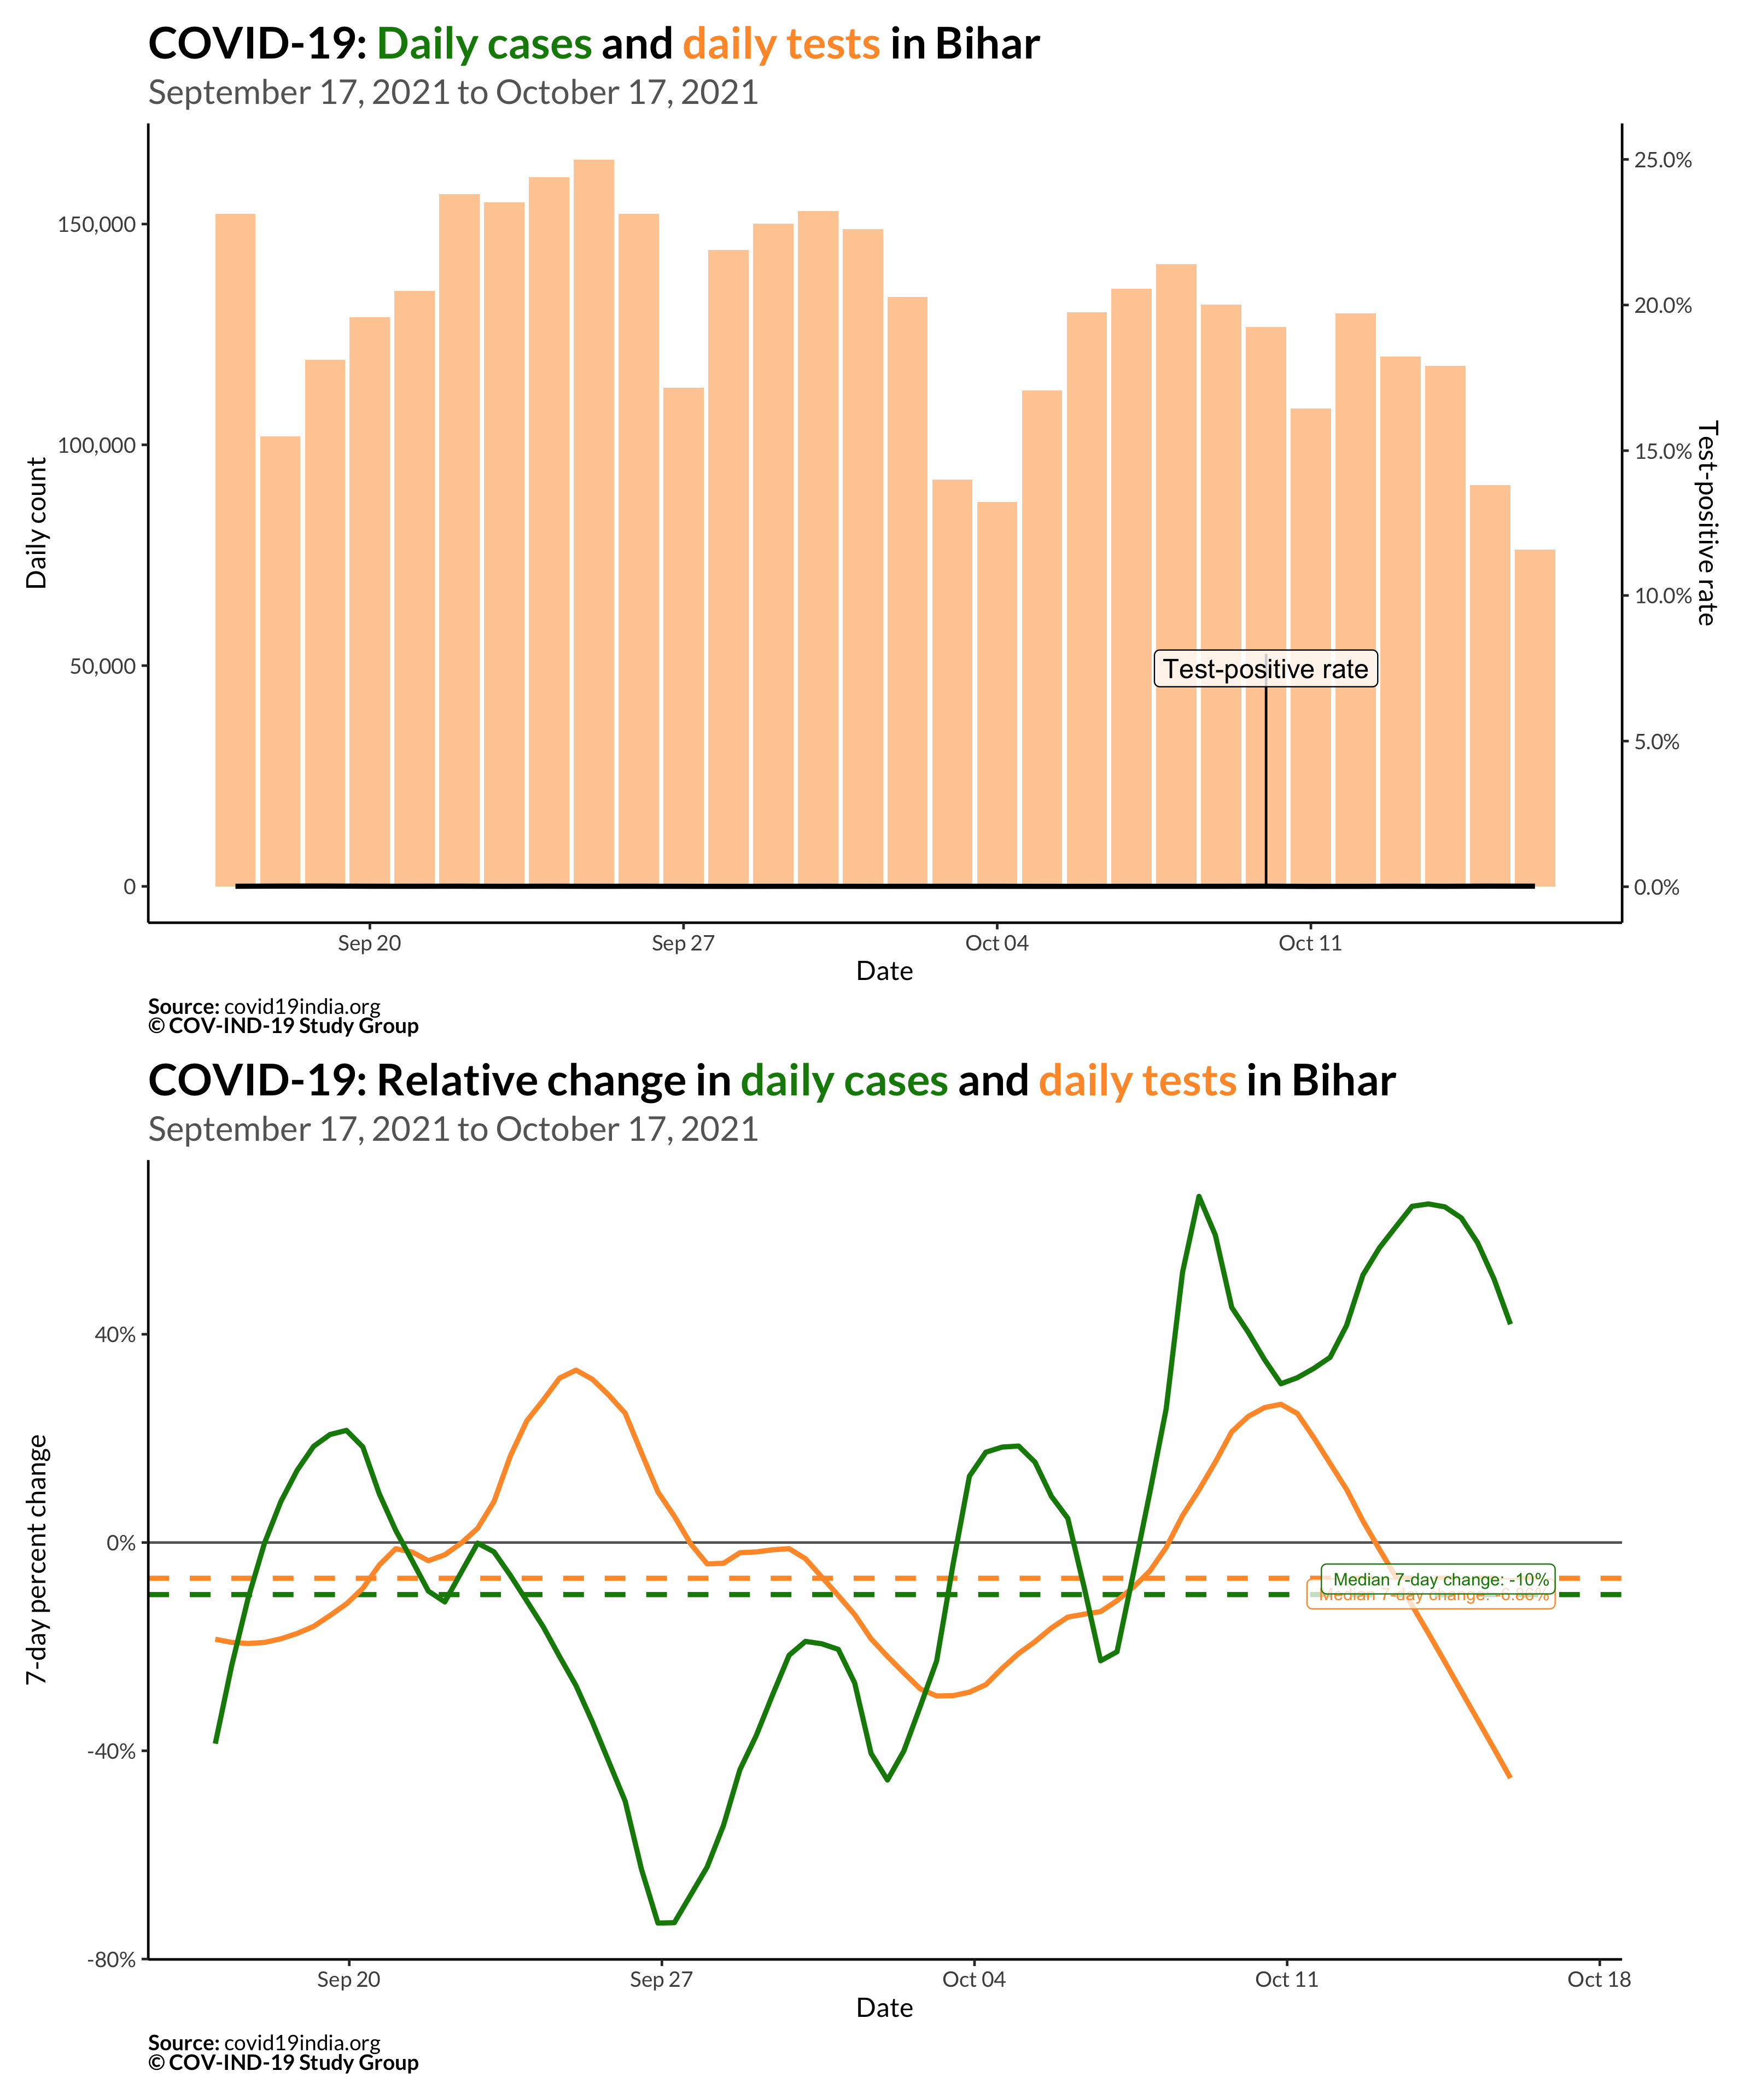 COVID-19: Daily cases and daily tests in Bihar
September 17, 2021 to October 17, 2021
Daily count
150,000
100,000
50,000
0
25.0%
20.0%
15.0%
10.0%
5.0%
0.0%
Test-positive rate
Test-positive rate
Sep 20
Sep 27
Oct 04
Oct 11
Date
Source: covid19india.org
© COV-IND-19 Study Group
COVID-19: Relative change in daily cases and daily tests in Bihar
September 17, 2021 to October 17, 2021
7-day percent change
40%
0%
-40%
-80%
Median 7-day change: -10%
Median 7-day change:
Sep 20
Sep 27
Oct 04
Oct 11
Oct 18
Date
Source: covid19india.org
© COV-IND-19 Study Group